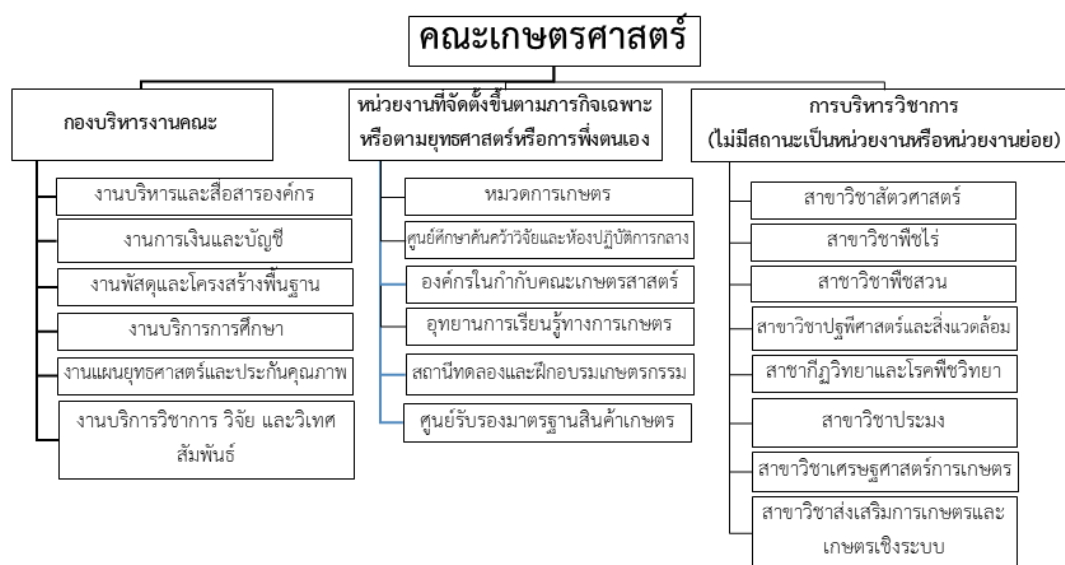 คณะเกษตรศาสตร์
กองบริหารงานคณะ
งานบริหารและสื่อสารองค์กร
งานการเงินและบัญชี
งานพัสดุและโครงสร้างพื้นฐาน
งานบริการการศึกษา
งานแผนยุทธศาสตร์และประกันคุณภาพ
งานบริการวิชาการ วิจัย และวิเทศ
สัมพันธ์
หน่วยงานที่จัดตั้งขึ้นตามภารกิจเฉพาะ
หรือตามยุทธศาสตร์หรือการพึ่งตนเอง
หมวดการเกษตร
ศูนย์ศึกษาค้นคว้าวิจัยและห้องปฏิบัติการกลาง
องค์กรในกำกับคณะเกษตรสาสตร์
อุทยานการเรียนรู้ทางการเกษตร
สถานีทดลองและฝึกอบรมเกษตรกรรม
ศูนย์รับรองมาตรฐานสินค้าเกษตร
การบริหารวิชาการ
(ไม่มีสถานะเป็นหน่วยงานหรือหน่วยงานย่อย)
สาขาวิชาสัตวศาสตร์
สาขาวิชาพืชไร่
สาชาวิชาพืชสวน
สาขาวิชาปฐพีศาสตร์และสิ่งแวดล้อม
สาชากีฏวิทยาและโรคพืชวิทยา
สาขาวิชาประมง
สาขาวิชาเศรษฐศาสตร์การเกษตร
สาขาวิชาส่งเสริมการเกษตรและ
เกษตรเชิงระบบ